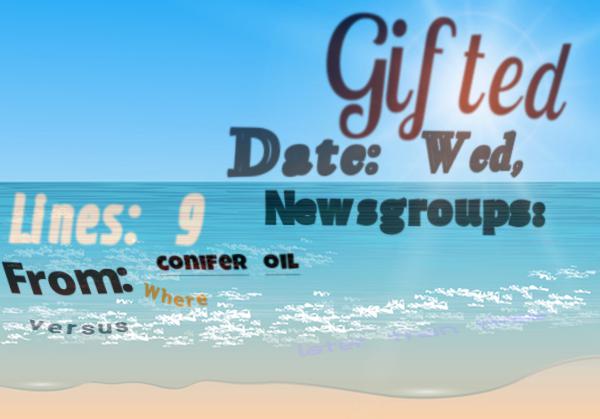 Gifted
Date: Wed,
Lines: 9
Newsgroups:
From:
CONIFER OIL
Where
versus